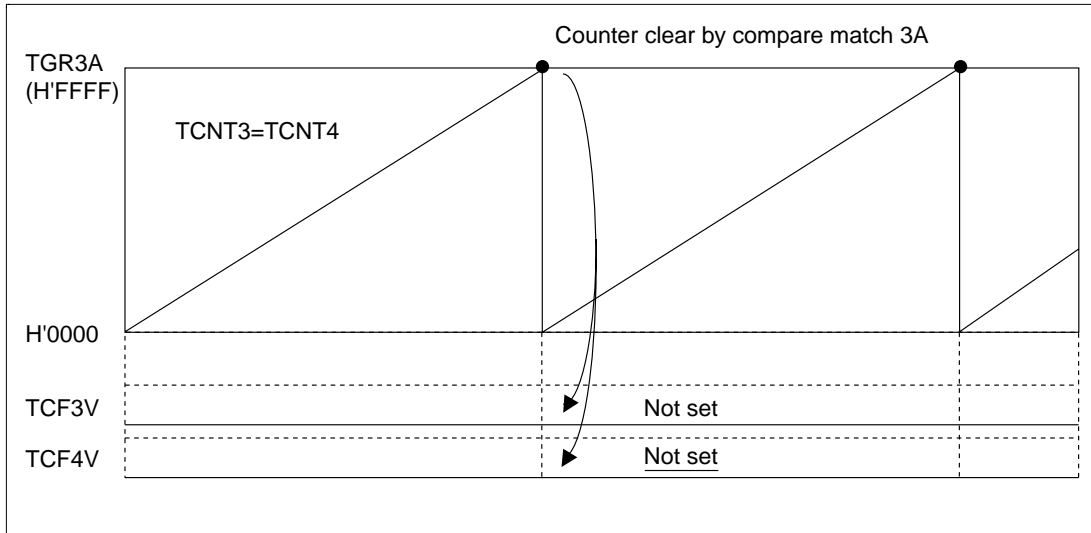 Counter clear by compare match 3A
TGR3A
(H'FFFF)
TCNT3=TCNT4
H'0000
TCF3V
Not set
TCF4V
Not set